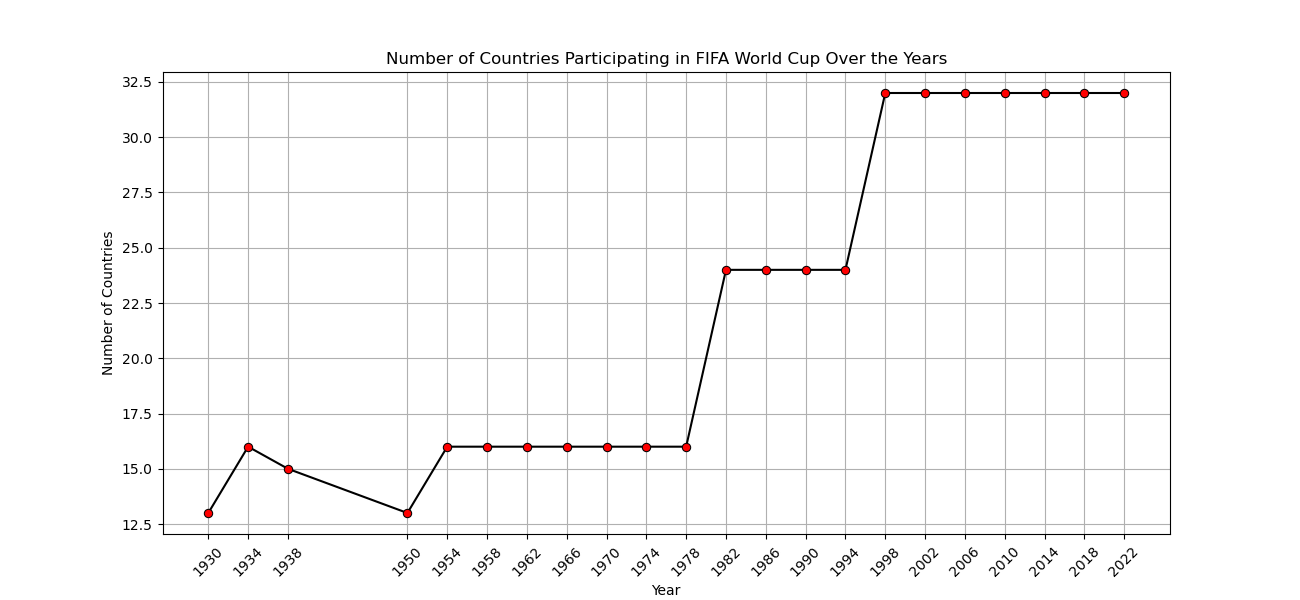 Number of Countries Participating in FIFA World Cup Over the Years
32.5
30.0
27.5
25.0
22.5
20.0
17.5
15.0
12.5
Number of Countries
1930 1934 1938 1950 1954 1958 1962 1966 1970 1974 1978 1982 1986 1990 1994 1998 2002 2006 2010 2014 2018 2022
Year